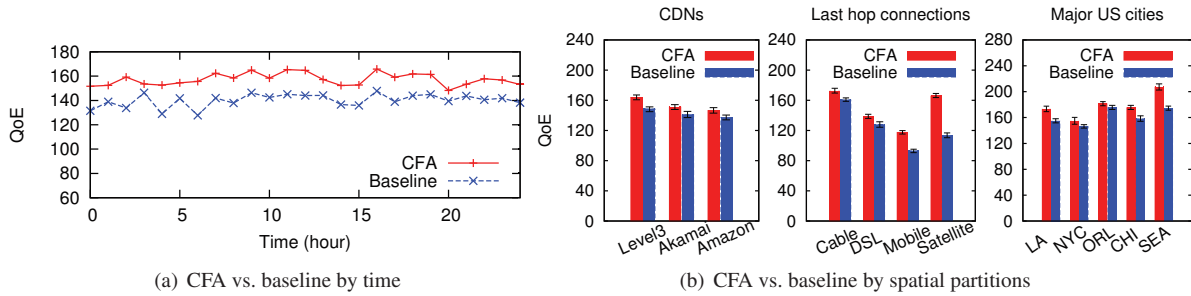 180
160
140
120
100
80
60
QoE
CFA
Baseline
0 5 10 15 20
Time (hour)
(a) CFA vs. baseline by time
CDNs
240
200
160
120
80
40
0
QoE
CFA
Baseline
Level3 Akamai Amazon
Last hop connections
240
200
160
120
80
40
0
CFA
Baseline
Cable DSL Mobile Satellite
Major US cities
280
240
200
160
120
80
40
0
CFA
Baseline
LA NYC ORL CHI SEA
(b) CFA vs. baseline by spatial partitions